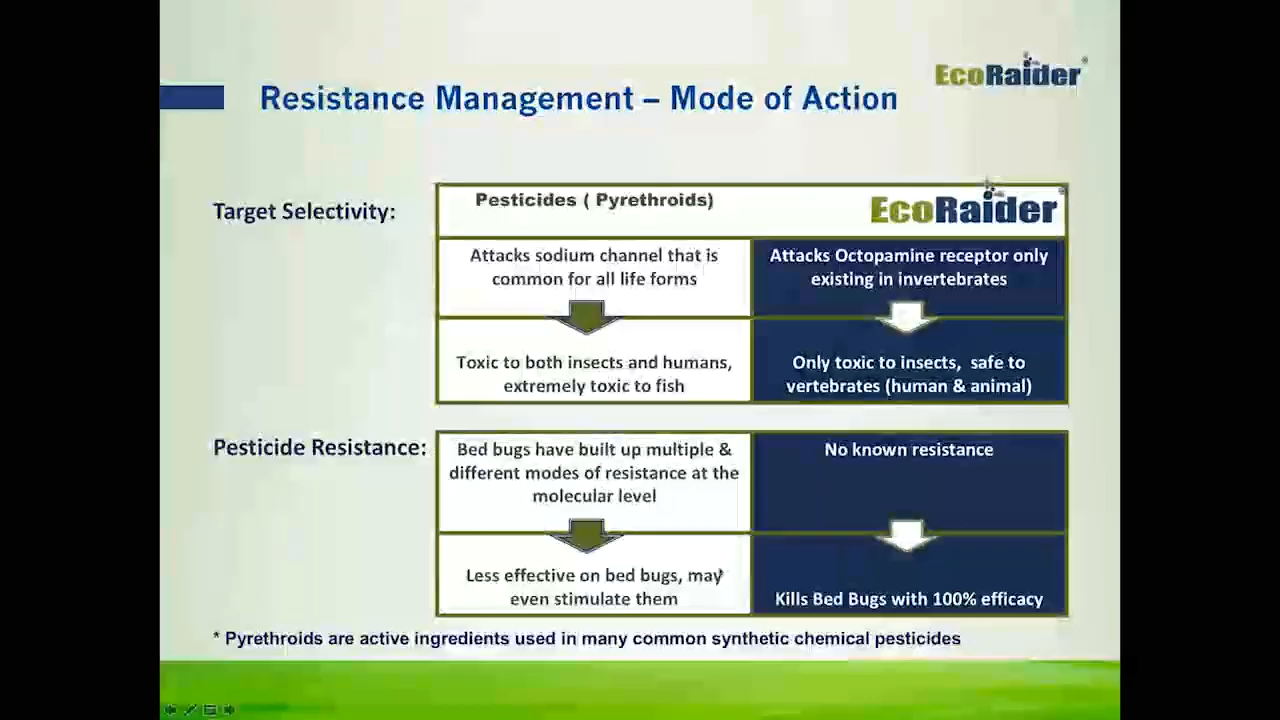 EcoRaider
Resistance Management – Mode of Action
Target Selectivity:
Pesticides ( Pyrethroids)
EcoRaider
Attacks sodium channel that is
common for all life forms
Attacks Octopamine receptor only
existing in invertebrates
Toxic to both insects and humans,
extremely toxic to fish
Only toxic to insects, safe to
vertebrates (human & animal)
Pesticide Resistance:
Bed bugs have built up multiple &
different modes of resistance at the
molecular level
No known resistance
Less effective on bed bugs, may
even stimulate them
Kills Bed Bugs with 100% efficacy
* Pyrethroids are active ingredients used in many common synthetic chemical pesticides